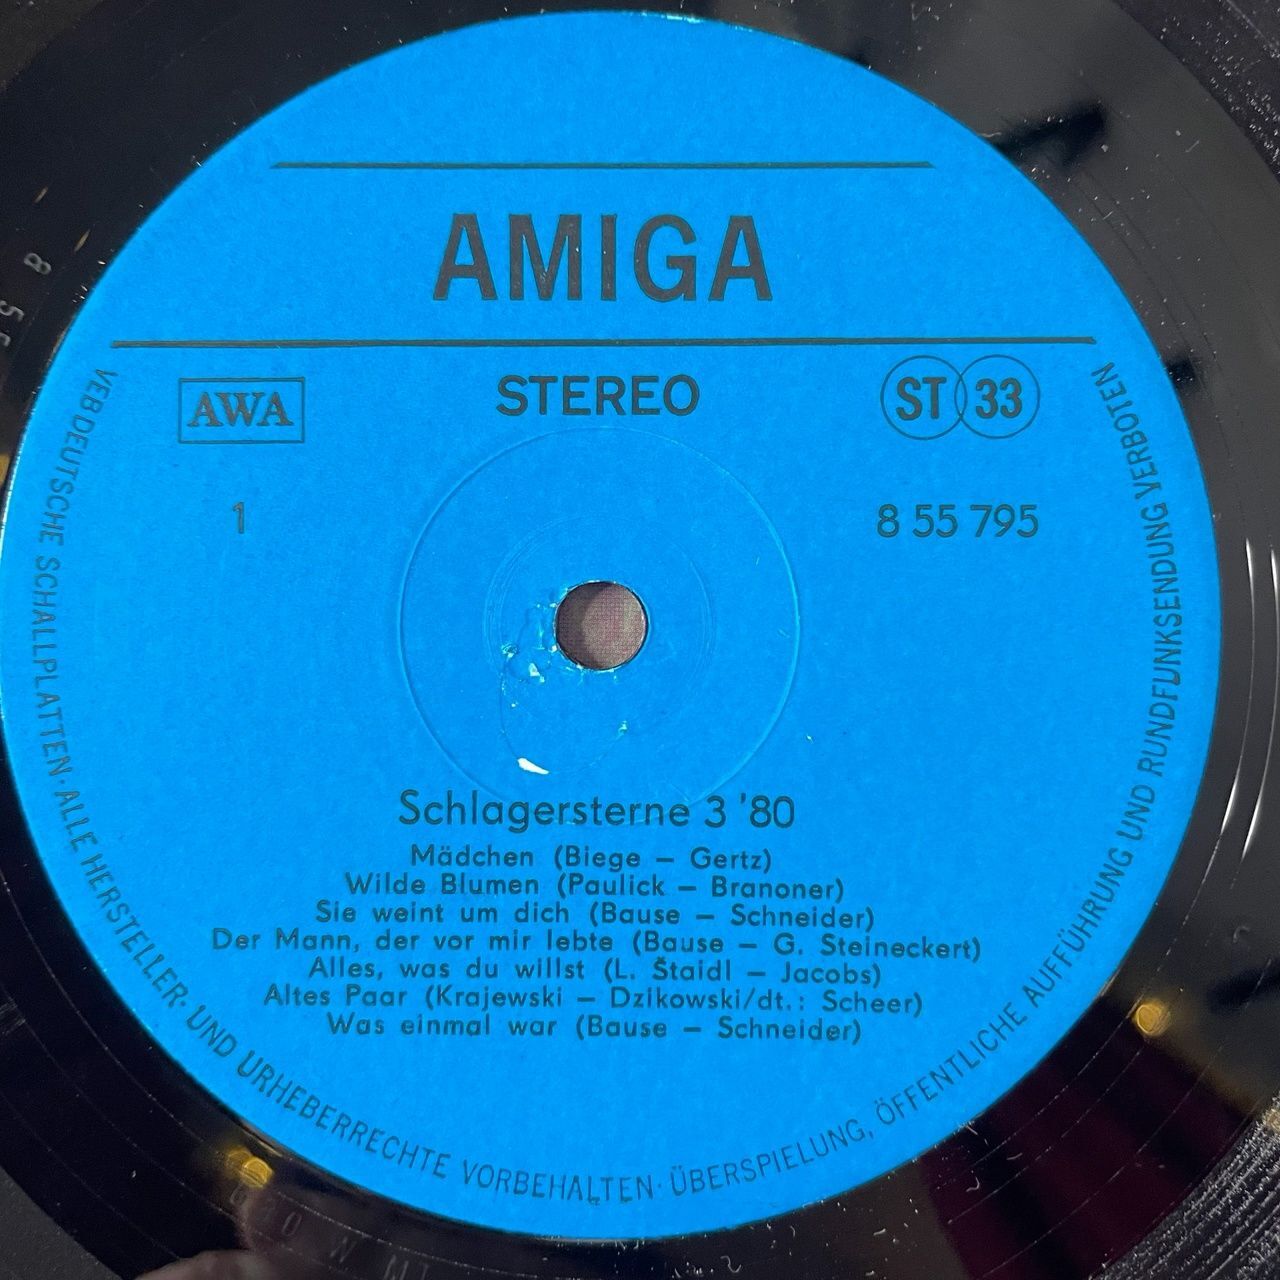 AMIGA
AWA
STEREO
ST 33
1
8 55 795
Schlagersterne 3 '80
Mädchen (Biege – Gertz)
Wilde Blumen (Paulick – Branoner)
Sie weint um dich (Bause – Schneider)
Der Mann, der vor mir lebte (Bause – G. Steineckert)
Alles, was du willst (L. Štaidl – Jacobs)
Altes Paar (Krajewski – Dzikowski/dt.: Scheer)
Was einmal war (Bause – Schneider)
VEB DEUTSCHE SCHALLPLATTEN · ALLE HERSTELLER- UND URHEBERRECHTE VORBEHALTEN · ÜBERSPIELUNG, ÖFFENTLICHE AUFFÜHRUNG UND RUNDFUNKSENDUNG VERBOTEN